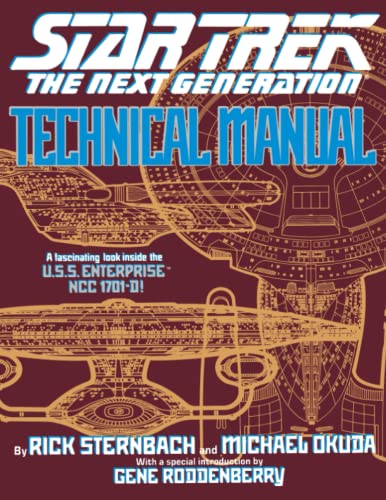 STAR TREK
THE NEXT GENERATION
TECHNICAL MANUAL
A fascinating look inside the
U.S.S. ENTERPRISE™
NCC 1701-D!
By RICK STERNBACH and MICHAEL OKUDA
With a special introduction by
GENE RODDENBERRY